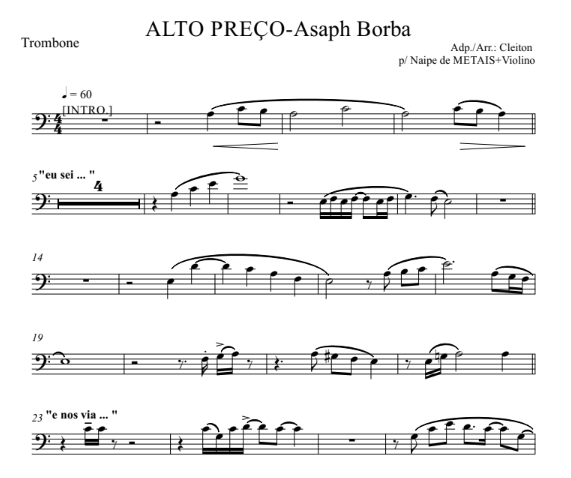 ALTO PREÇO-Asaph Borba
Trombone
Adp./Arr.: Cleiton
p/ Naipe de METAIS+Violino
♩ = 60
[INTRO.]
5 "eu sei ... "
4
14
19
23 "e nos via ... "